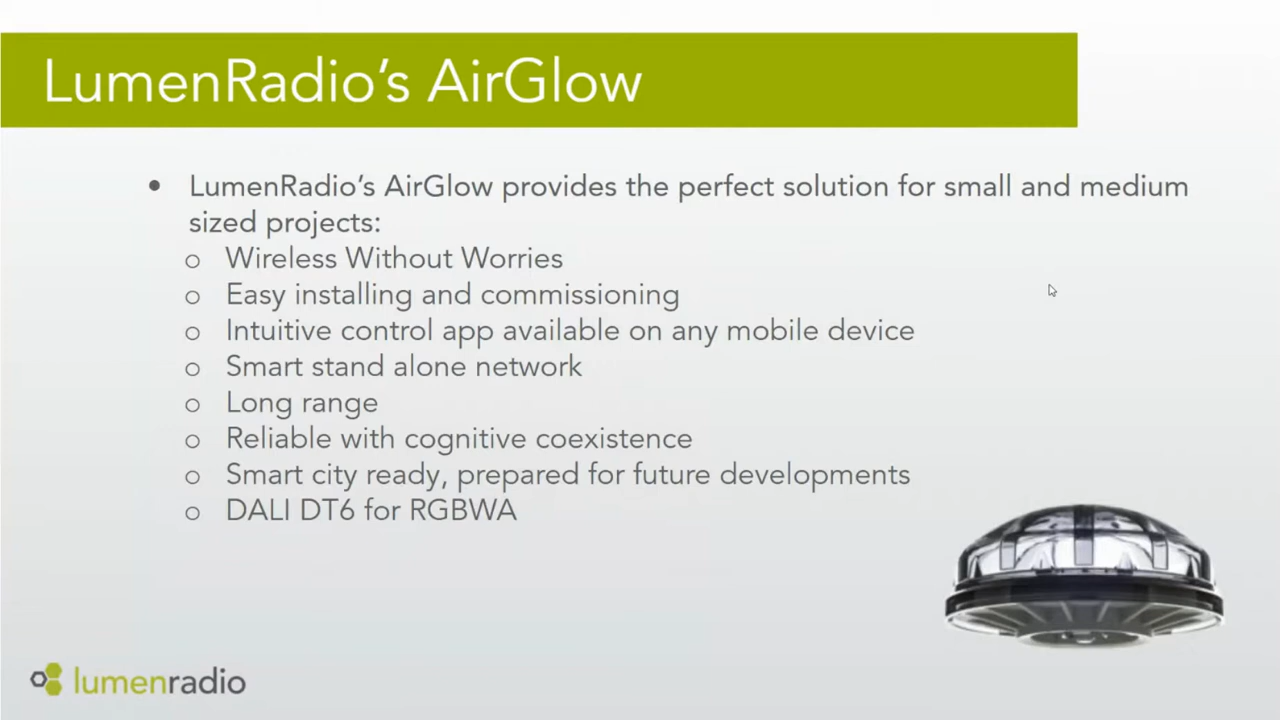 LumenRadio’s AirGlow
• LumenRadio’s AirGlow provides the perfect solution for small and medium
sized projects:
o Wireless Without Worries
o Easy installing and commissioning
o Intuitive control app available on any mobile device
o Smart stand alone network
o Long range
o Reliable with cognitive coexistence
o Smart city ready, prepared for future developments
o DALI DT6 for RGBWA
lumenradio